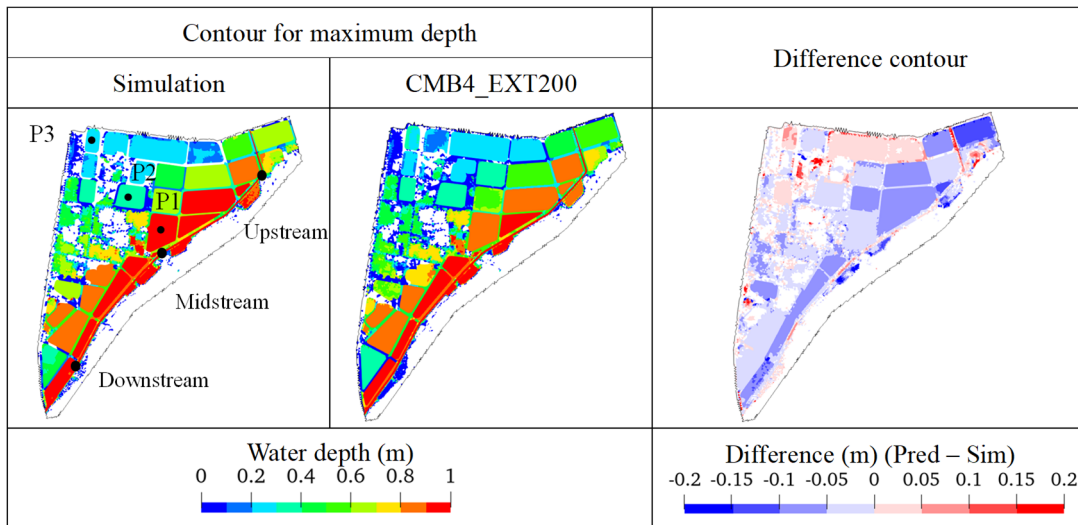 Contour for maximum depth
Difference contour
Simulation
CMB4_EXT200
P3
P2
P1
Upstream
Midstream
Downstream
Water depth (m)
0 0.2 0.4 0.6 0.8 1
Difference (m) (Pred – Sim)
-0.2 -0.15 -0.1 -0.05 0 0.05 0.1 0.15 0.2